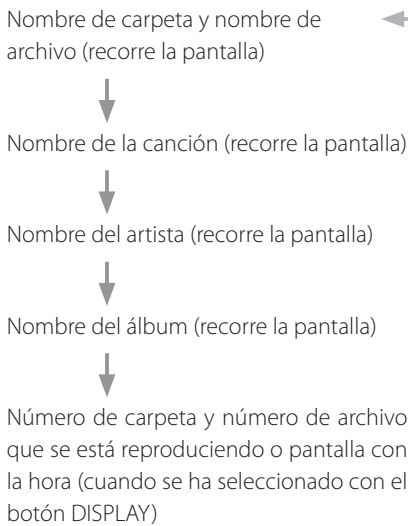 Nombre de carpeta y nombre de
archivo (recorre la pantalla)
Nombre de la canción (recorre la pantalla)
Nombre del artista (recorre la pantalla)
Nombre del álbum (recorre la pantalla)
Número de carpeta y número de archivo
que se está reproduciendo o pantalla con
la hora (cuando se ha seleccionado con el
botón DISPLAY)